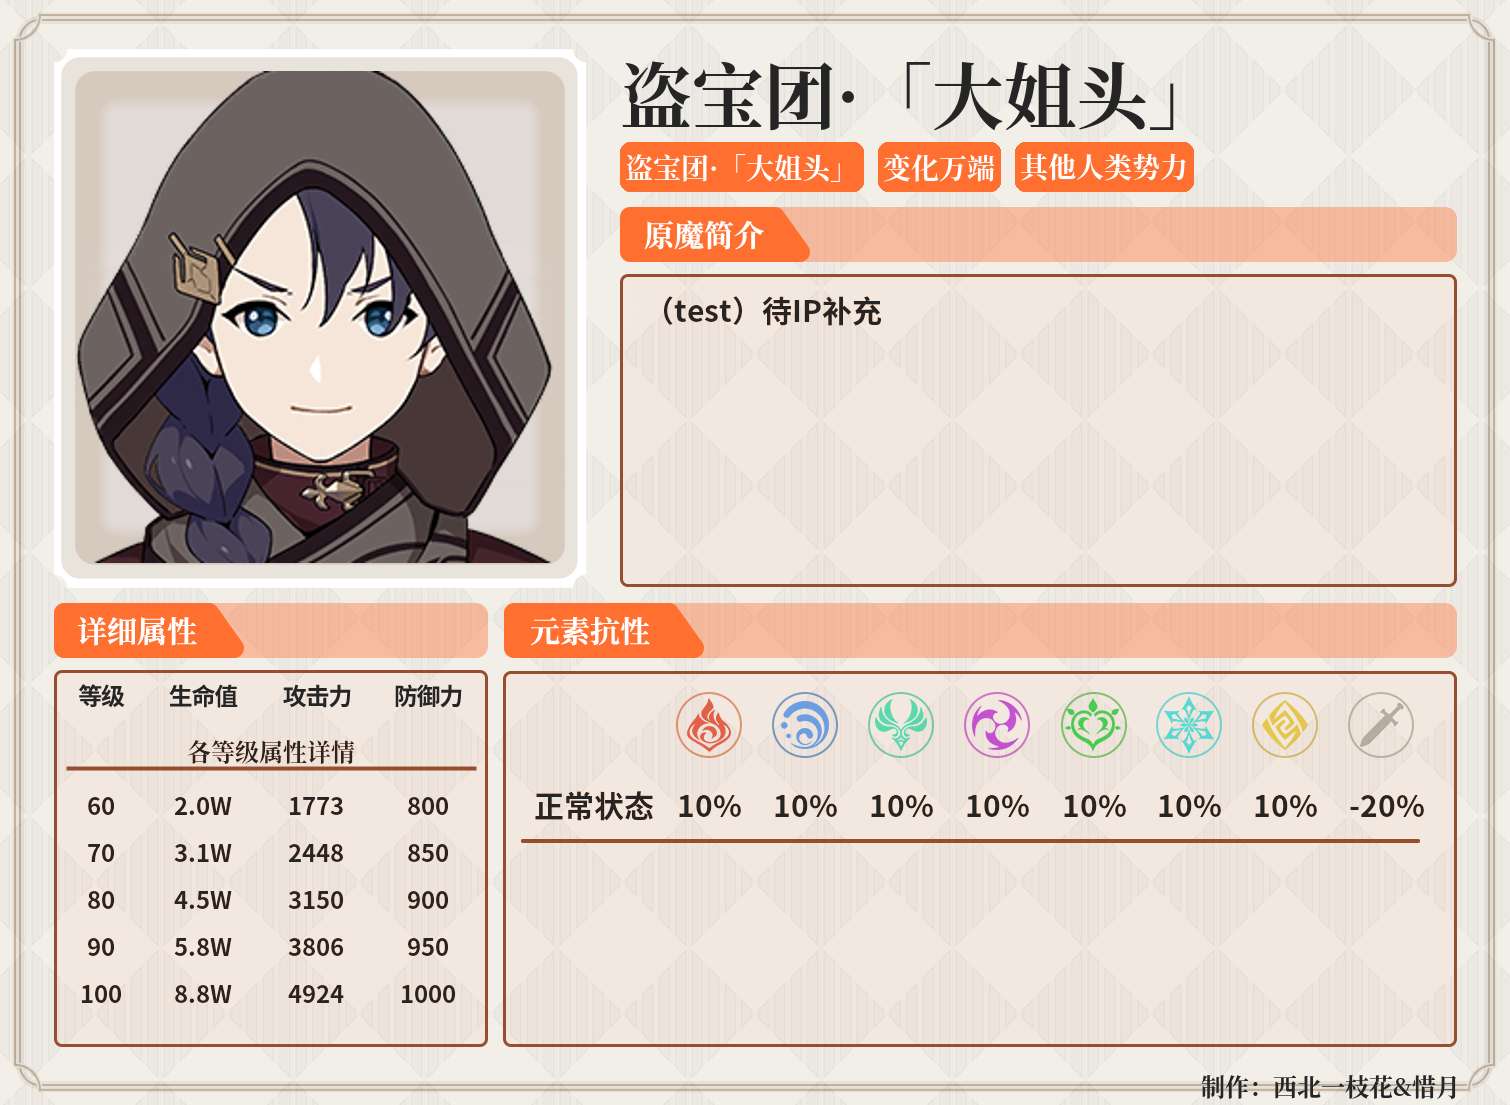 盗宝团·「大姐头」
盗宝团·「大姐头」 变化万端 其他人类势力
原魔简介
（test）待IP补充
详细属性
等级 生命值 攻击力 防御力
各等级属性详情
60 2.0W 1773 800
70 3.1W 2448 850
80 4.5W 3150 900
90 5.8W 3806 950
100 8.8W 4924 1000
元素抗性
正常状态 10% 10% 10% 10% 10% 10% 10% -20%
制作：西北一枝花&惜月